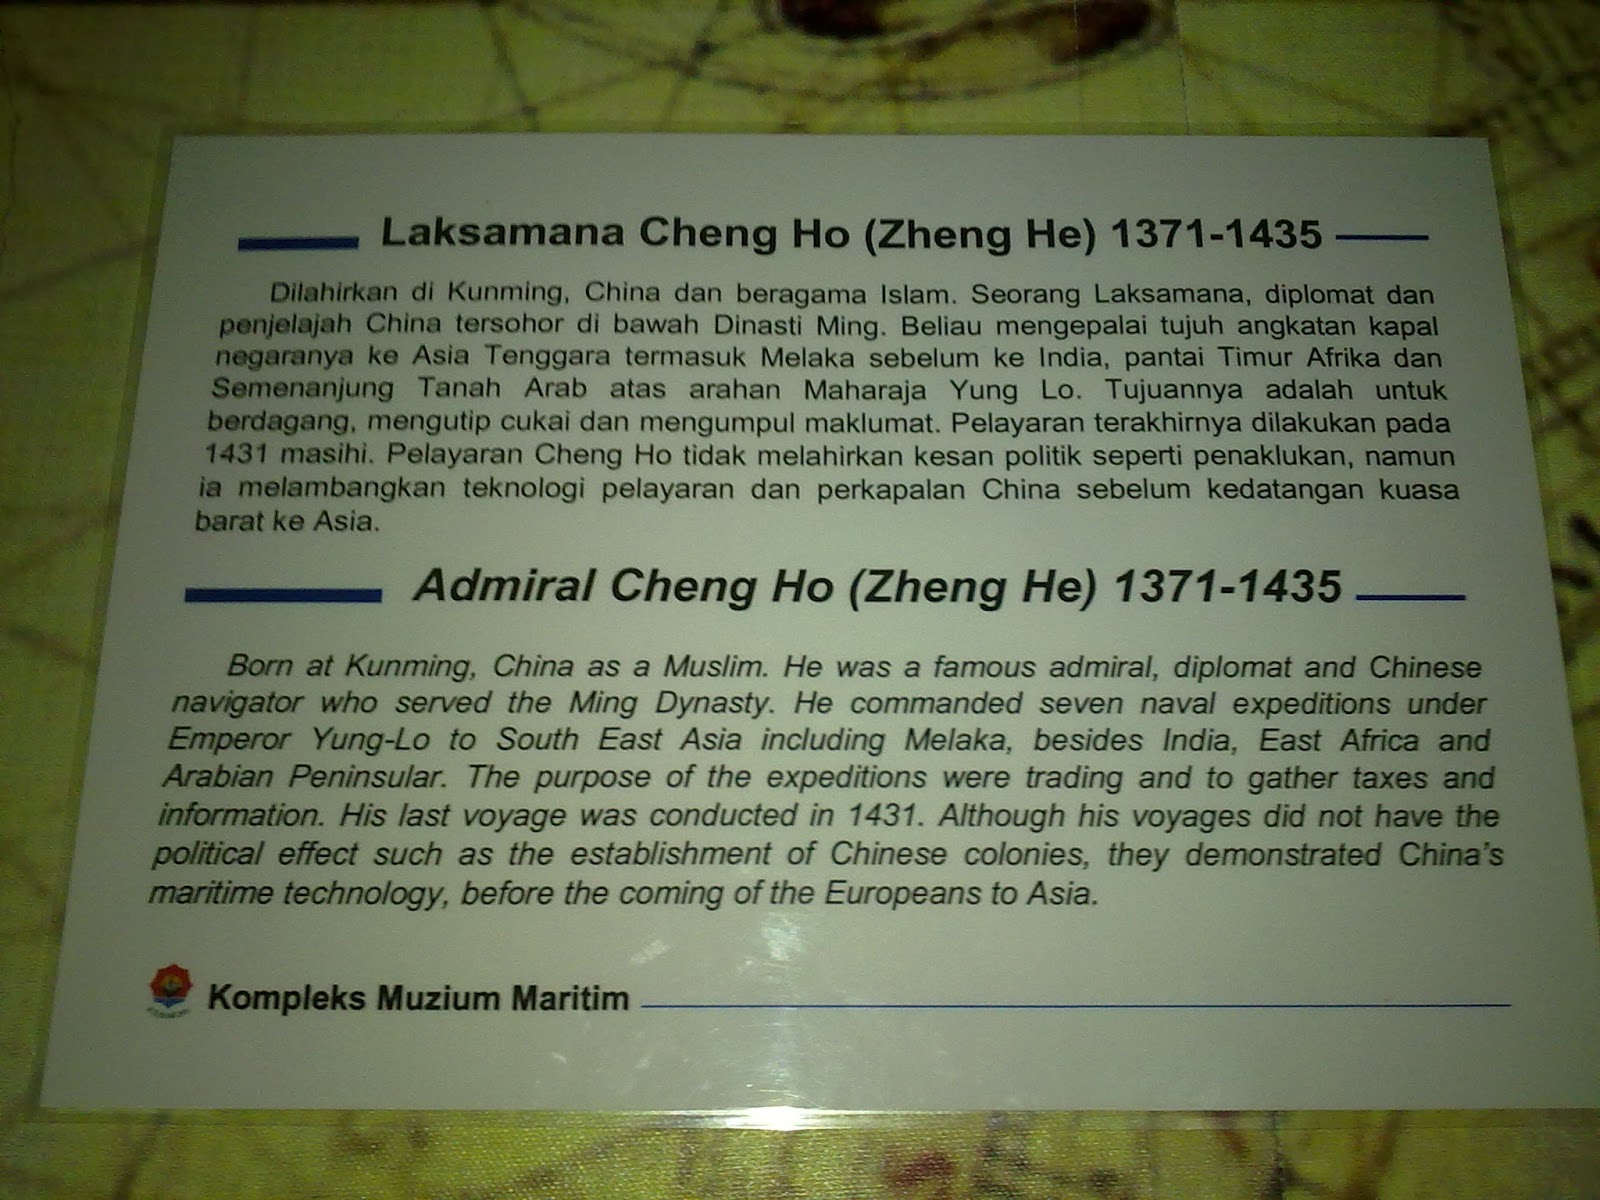 Laksamana Cheng Ho (Zheng He) 1371-1435
Dilahirkan di Kunming, China dan beragama Islam. Seorang Laksamana, diplomat dan
penjelajah China tersohor di bawah Dinasti Ming. Beliau mengepalai tujuh angkatan kapal
negaranya ke Asia Tenggara termasuk Melaka sebelum ke India, pantai Timur Afrika dan
Semenanjung Tanah Arab atas arahan Maharaja Yung Lo. Tujuannya adalah untuk
berdagang, mengutip cukai dan mengumpul maklumat. Pelayaran terakhirnya dilakukan pada
1431 masihi. Pelayaran Cheng Ho tidak melahirkan kesan politik seperti penaklukan, namun
ia melambangkan teknologi pelayaran dan perkapalan China sebelum kedatangan kuasa
barat ke Asia.
Admiral Cheng Ho (Zheng He) 1371-1435
Born at Kunming, China as a Muslim. He was a famous admiral, diplomat and Chinese
navigator who served the Ming Dynasty. He commanded seven naval expeditions under
Emperor Yung-Lo to South East Asia including Melaka, besides India, East Africa and
Arabian Peninsular. The purpose of the expeditions were trading and to gather taxes and
information. His last voyage was conducted in 1431. Although his voyages did not have the
political effect such as the establishment of Chinese colonies, they demonstrated China's
maritime technology, before the coming of the Europeans to Asia.
Kompleks Muzium Maritim